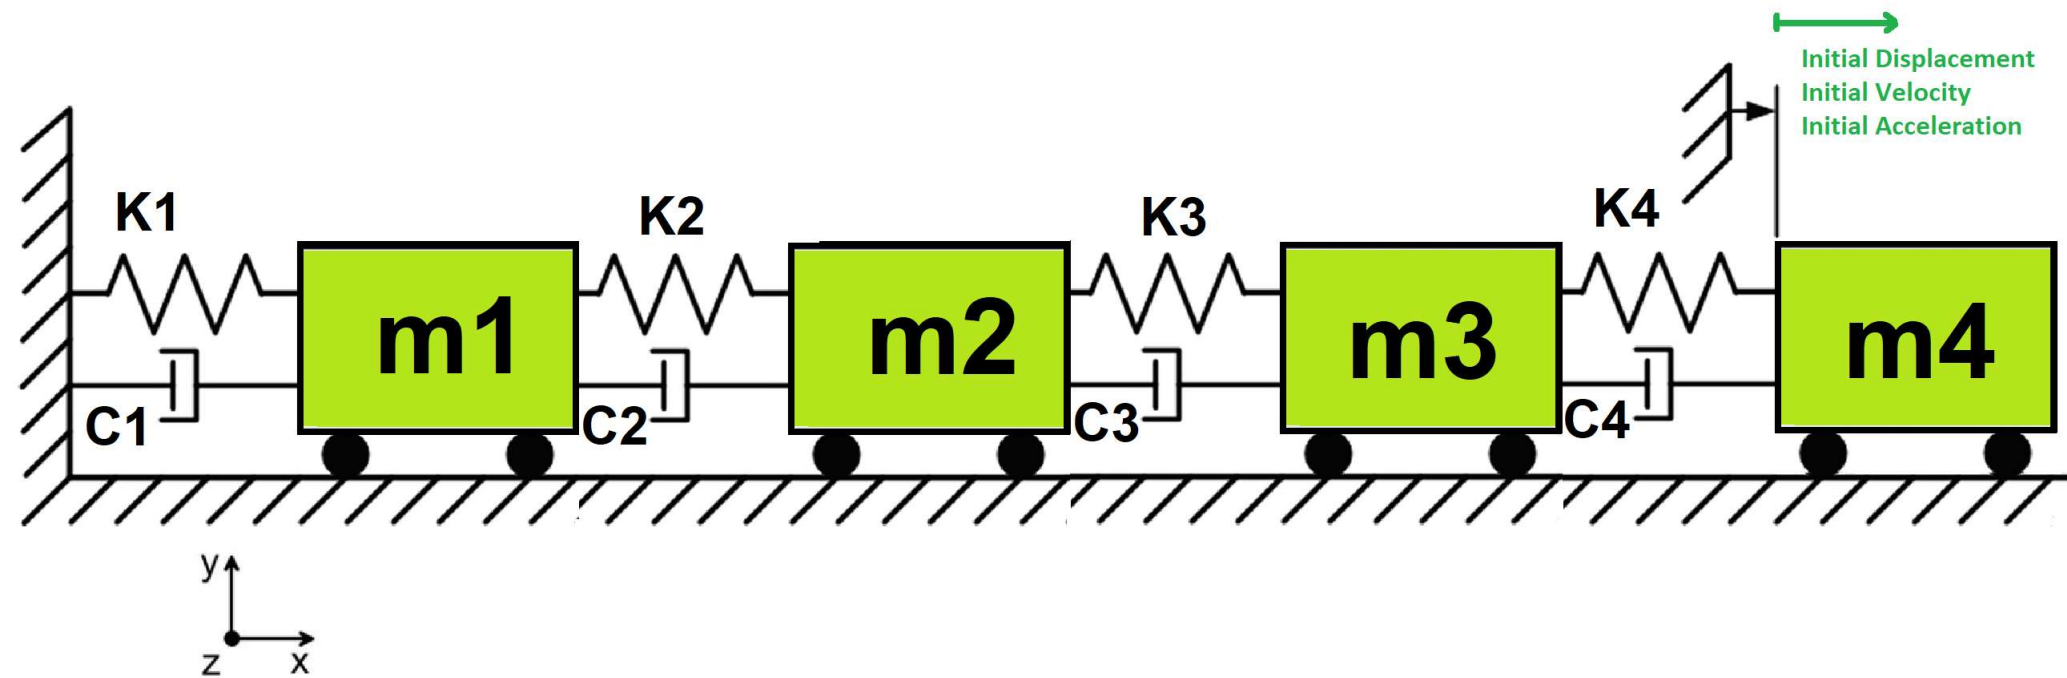 Initial Displacement
Initial Velocity
Initial Acceleration
K1
K2
K3
K4
m1
m2
m3
m4
C1
C2
C3
C4
y
z
x